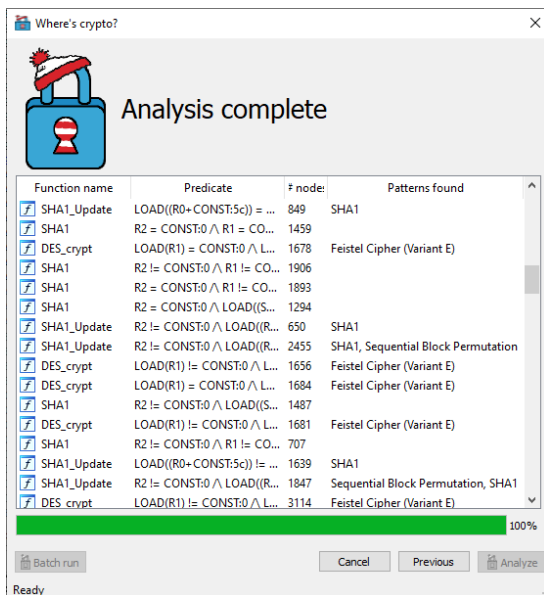 Where's crypto?
Analysis complete
Function name Predicate # nodes Patterns found
SHA1_Update LOAD((R0+CONST:5c)) = ... 849 SHA1
SHA1 R2 = CONST:0 /\ R1 = CO... 1459
DES_crypt LOAD(R1) = CONST:0 /\ L... 1678 Feistel Cipher (Variant E)
SHA1 R2 != CONST:0 /\ R1 != CO... 1906
SHA1 R2 = CONST:0 /\ R1 != CO... 1893
SHA1 R2 = CONST:0 /\ LOAD((S... 1294
SHA1_Update R2 != CONST:0 /\ LOAD((R... 650 SHA1
SHA1_Update R2 != CONST:0 /\ LOAD((R... 2455 SHA1, Sequential Block Permutation
DES_crypt LOAD(R1) != CONST:0 /\ L... 1656 Feistel Cipher (Variant E)
DES_crypt LOAD(R1) = CONST:0 /\ L... 1684 Feistel Cipher (Variant E)
SHA1 R2 != CONST:0 /\ LOAD((S... 1487
DES_crypt LOAD(R1) != CONST:0 /\ L... 1681 Feistel Cipher (Variant E)
SHA1 R2 != CONST:0 /\ R1 != CO... 707
SHA1_Update LOAD((R0+CONST:5c)) != ... 1639 SHA1
SHA1_Update R2 != CONST:0 /\ LOAD((R... 1847 Sequential Block Permutation, SHA1
DES_crypt LOAD(R1) != CONST:0 /\ L... 3114 Feistel Cipher (Variant E)
100%
Batch run Cancel Previous Analyze
Ready